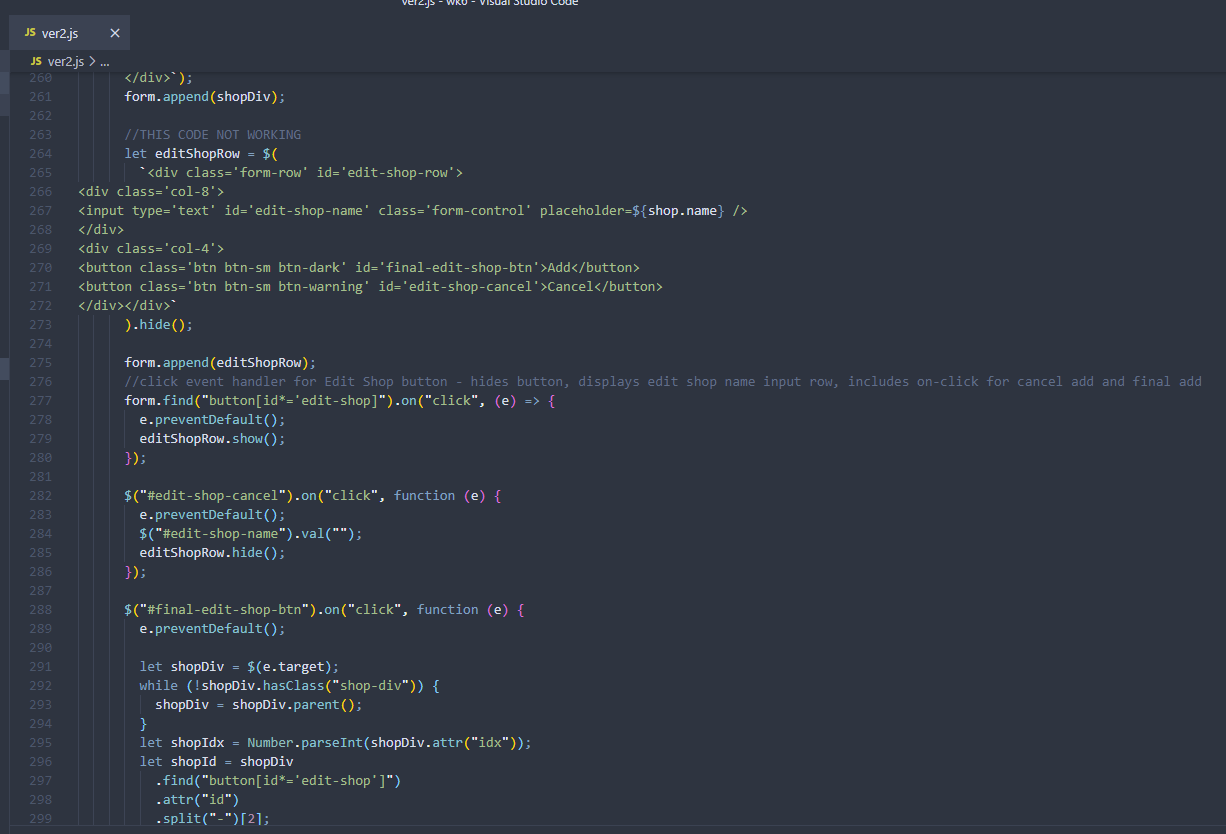 ver2.js - wk6 - Visual Studio Code
JS ver2.js ×
JS ver2.js > ...
260 </div>`);
261 form.append(shopDiv);
262
263 //THIS CODE NOT WORKING
264 let editShopRow = $(
265 `<div class='form-row' id='edit-shop-row'>
266 <div class='col-8'>
267 <input type='text' id='edit-shop-name' class='form-control' placeholder=${shop.name} />
268 </div>
269 <div class='col-4'>
270 <button class='btn btn-sm btn-dark' id='final-edit-shop-btn'>Add</button>
271 <button class='btn btn-sm btn-warning' id='edit-shop-cancel'>Cancel</button>
272 </div></div>`
273 ).hide();
274
275 form.append(editShopRow);
276 //click event handler for Edit Shop button - hides button, displays edit shop name input row, includes on-click for cancel add and final add
277 form.find("button[id*='edit-shop]").on("click", (e) => {
278 e.preventDefault();
279 editShopRow.show();
280 });
281
282 $("#edit-shop-cancel").on("click", function (e) {
283 e.preventDefault();
284 $("#edit-shop-name").val("");
285 editShopRow.hide();
286 });
287
288 $("#final-edit-shop-btn").on("click", function (e) {
289 e.preventDefault();
290
291 let shopDiv = $(e.target);
292 while (!shopDiv.hasClass("shop-div")) {
293 shopDiv = shopDiv.parent();
294 }
295 let shopIdx = Number.parseInt(shopDiv.attr("idx"));
296 let shopId = shopDiv
297 .find("button[id*='edit-shop']")
298 .attr("id")
299 .split("-")[2];